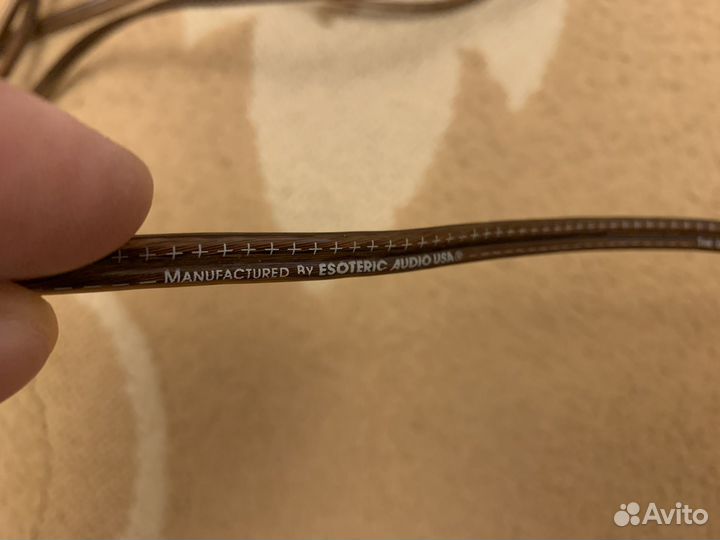 + + + + + + + + + + + + + + + + + +
MANUFACTURED BY ESOTERIC AUDIO USA®
Avito